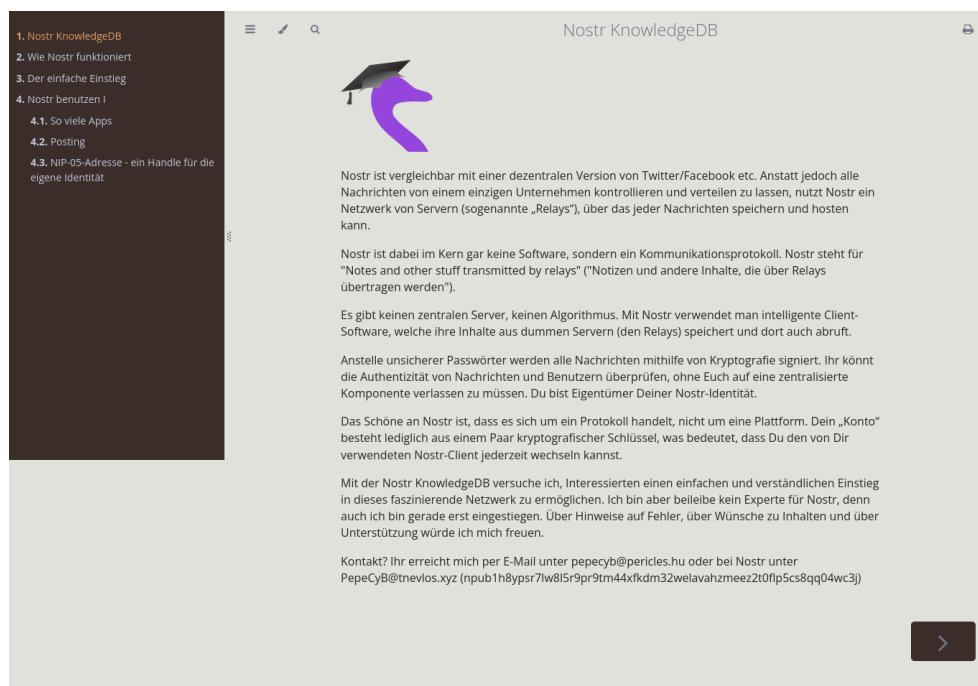 1. Nostr KnowledgeDB
2. Wie Nostr funktioniert
3. Der einfache Einstieg
4. Nostr benutzen I
4.1. So viele Apps
4.2. Posting
4.3. NIP-05-Adresse - ein Handle für die
eigene Identität
Nostr KnowledgeDB
Nostr ist vergleichbar mit einer dezentralen Version von Twitter/Facebook etc. Anstatt jedoch alle
Nachrichten von einem einzigen Unternehmen kontrollieren und verteilen zu lassen, nutzt Nostr ein
Netzwerk von Servern (sogenannte „Relays“), über das jeder Nachrichten speichern und hosten
kann.
Nostr ist dabei im Kern gar keine Software, sondern ein Kommunikationsprotokoll. Nostr steht für
"Notes and other stuff transmitted by relays" ("Notizen und andere Inhalte, die über Relays
übertragen werden").
Es gibt keinen zentralen Server, keinen Algorithmus. Mit Nostr verwendet man intelligente Client-
Software, welche ihre Inhalte aus dummen Servern (den Relays) speichert und dort auch abruft.
Anstelle unsicherer Passwörter werden alle Nachrichten mithilfe von Kryptografie signiert. Ihr könnt
die Authentizität von Nachrichten und Benutzern überprüfen, ohne Euch auf eine zentralisierte
Komponente verlassen zu müssen. Du bist Eigentümer Deiner Nostr-Identität.
Das Schöne an Nostr ist, dass es sich um ein Protokoll handelt, nicht um eine Plattform. Dein „Konto“
besteht lediglich aus einem Paar kryptografischer Schlüssel, was bedeutet, dass Du den von Dir
verwendeten Nostr-Client jederzeit wechseln kannst.
Mit der Nostr KnowledgeDB versuche ich, Interessierten einen einfachen und verständlichen Einstieg
in dieses faszinierende Netzwerk zu ermöglichen. Ich bin aber beileibe kein Experte für Nostr, denn
auch ich bin gerade erst eingestiegen. Über Hinweise auf Fehler, über Wünsche zu Inhalten und über
Unterstützung würde ich mich freuen.
Kontakt? Ihr erreicht mich per E-Mail unter pepecyb@pericles.hu oder bei Nostr unter
PepeCyB@tnevlos.xyz (npub1h8ypsr7lw8l5r9pr9tm44xfkdm32welavahzmeez2t0flp5cs8qq04wc3j)